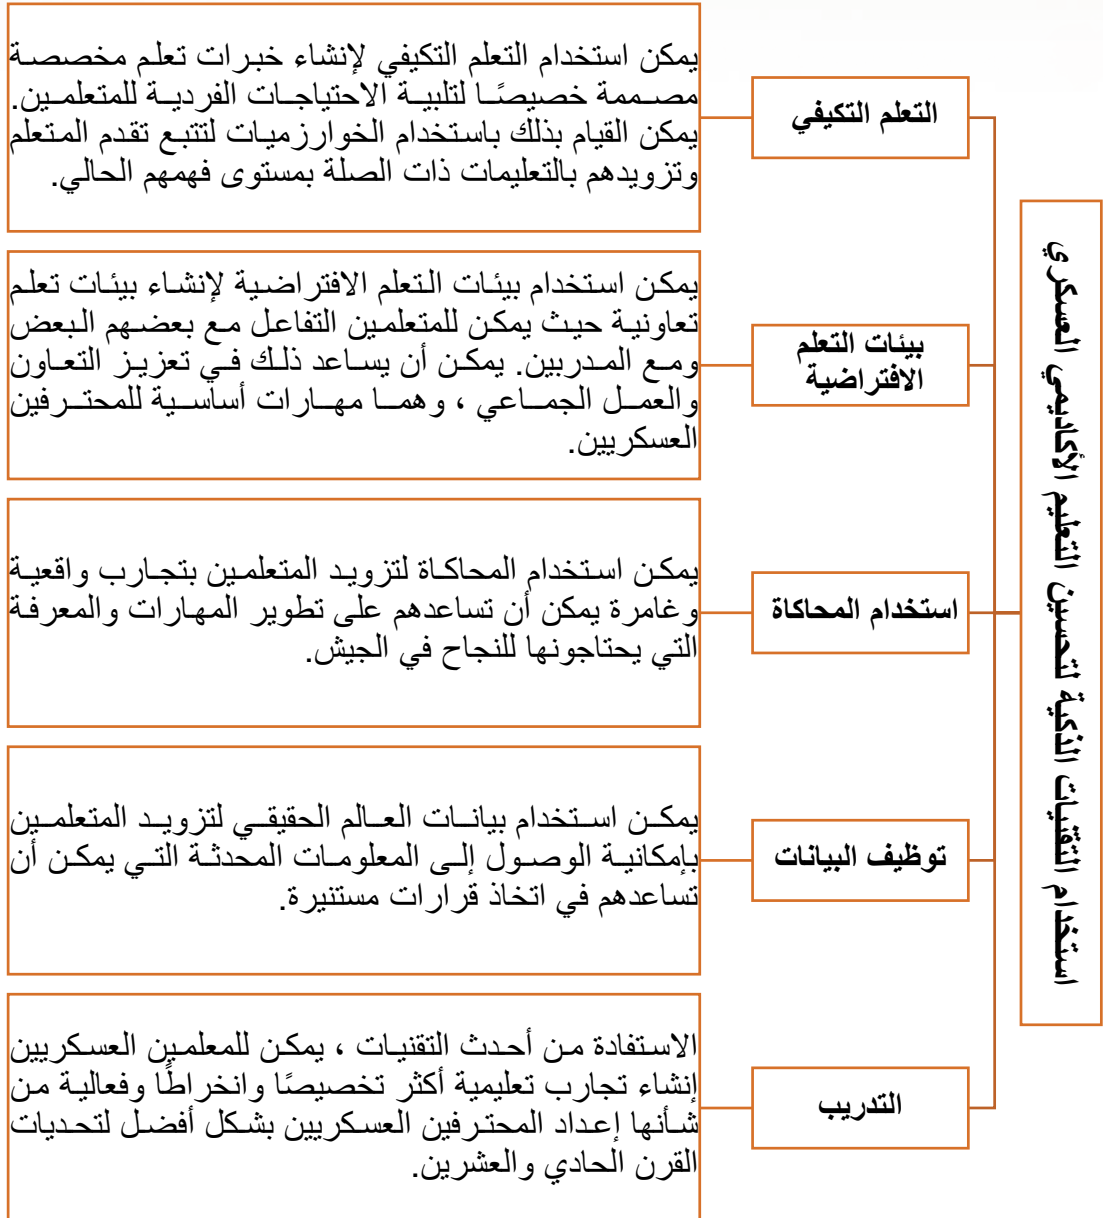 استخدام التقنيات الذكية لتحسين التعليم الأكاديمي العسكري
التعلم التكيفي
يمكن استخدام التعلم التكيفي لإنشاء خبرات تعلم مخصصة
مصممة خصيصًا لتلبية الاحتياجات الفردية للمتعلمين.
يمكن القيام بذلك باستخدام الخوارزميات لتتبع تقدم المتعلم
وتزويدهم بالتعليمات ذات الصلة بمستوى فهمهم الحالي.
بيئات التعلم
الافتراضية
يمكن استخدام بيئات التعلم الافتراضية لإنشاء بيئات تعلم
تعاونية حيث يمكن للمتعلمين التفاعل مع بعضهم البعض
ومع المدربين. يمكن أن يساعد ذلك في تعزيز التعاون
والعمل الجماعي ، وهما مهارات أساسية للمحترفين
العسكريين.
استخدام المحاكاة
يمكن استخدام المحاكاة لتزويد المتعلمين بتجارب واقعية
وغامرة يمكن أن تساعدهم على تطوير المهارات والمعرفة
التي يحتاجونها للنجاح في الجيش.
توظيف البيانات
يمكن استخدام بيانات العالم الحقيقي لتزويد المتعلمين
بإمكانية الوصول إلى المعلومات المحدثة التي يمكن أن
تساعدهم في اتخاذ قرارات مستنيرة.
التدريب
الاستفادة من أحدث التقنيات ، يمكن للمعلمين العسكريين
إنشاء تجارب تعليمية أكثر تخصيصًا وانخراطًا وفعالية من
شأنها إعداد المحترفين العسكريين بشكل أفضل لتحديات
القرن الحادي والعشرين.